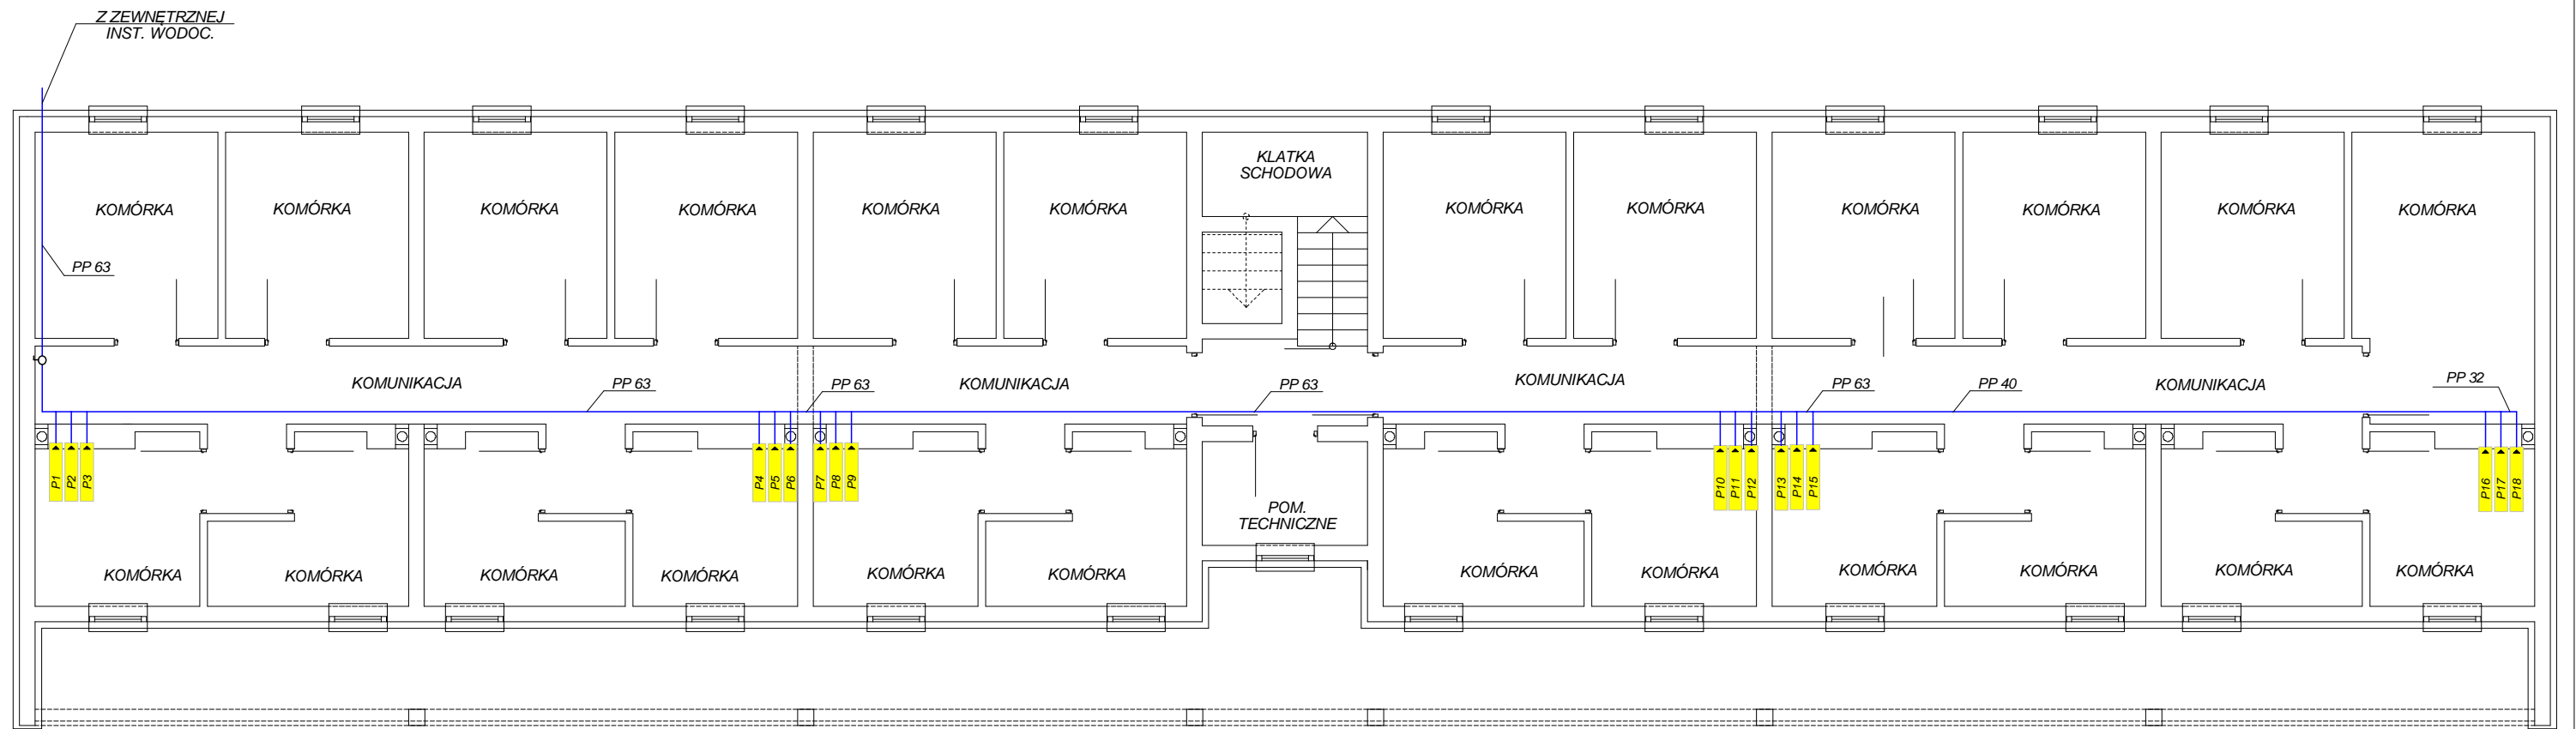 Z ZEWNĘTRZNEJ
INST. WODOC.
KLATKA
SCHODOWA
KOMÓRKA
KOMÓRKA
KOMÓRKA
KOMÓRKA
KOMÓRKA
KOMÓRKA
KOMÓRKA
KOMÓRKA
KOMÓRKA
KOMÓRKA
KOMÓRKA
KOMÓRKA
PP 63
KOMUNIKACJA
PP 63
PP 63
KOMUNIKACJA
PP 63
KOMUNIKACJA
PP 63
PP 40
KOMUNIKACJA
PP 32
P1
P2
P3
P4
P5
P6
P7
P8
P9
P10
P11
P12
P13
P14
P15
P16
P17
P18
POM.
TECHNICZNE
KOMÓRKA
KOMÓRKA
KOMÓRKA
KOMÓRKA
KOMÓRKA
KOMÓRKA
KOMÓRKA
KOMÓRKA
KOMÓRKA
KOMÓRKA
KOMÓRKA
KOMÓRKA